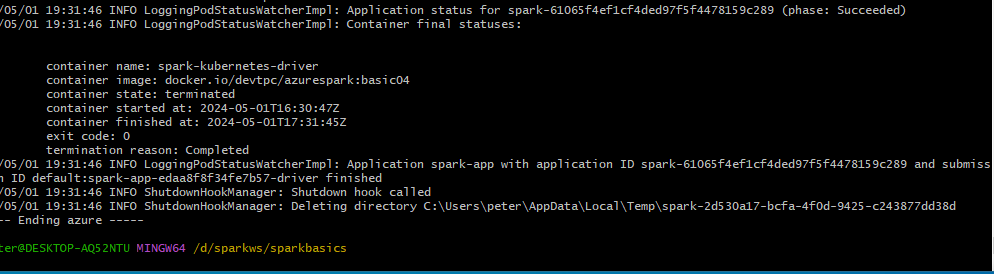 /05/01 19:31:46 INFO LoggingPodStatusWatcherImpl: Application status for spark-61065f4ef1cf4ded97f5f4478159c289 (phase: Succeeded)
/05/01 19:31:46 INFO LoggingPodStatusWatcherImpl: Container final statuses:
container name: spark-kubernetes-driver
container image: docker.io/devtpc/azurespark:basic04
container state: terminated
container started at: 2024-05-01T16:30:47Z
container finished at: 2024-05-01T17:31:45Z
exit code: 0
termination reason: Completed
/05/01 19:31:46 INFO LoggingPodStatusWatcherImpl: Application spark-app with application ID spark-61065f4ef1cf4ded97f5f4478159c289 and submiss
n ID default:spark-app-edaa8f8f34fe7b57-driver finished
/05/01 19:31:46 INFO ShutdownHookManager: Shutdown hook called
/05/01 19:31:46 INFO ShutdownHookManager: Deleting directory C:\Users\peter\AppData\Local\Temp\spark-2d530a17-bcfa-4f0d-9425-c243877dd38d
-- Ending azure -----
ter@DESKTOP-AQ52NTU MINGW64 /d/sparkws/sparkbasics